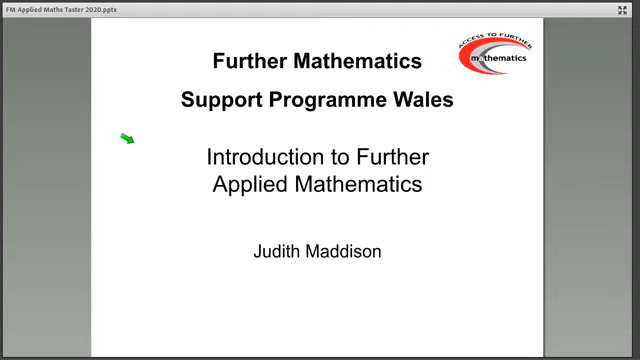 FM Applied Maths Taster 2020.pptx
ACCESS TO FURTHER
mathematics
Further Mathematics
Support Programme Wales
Introduction to Further
Applied Mathematics
Judith Maddison